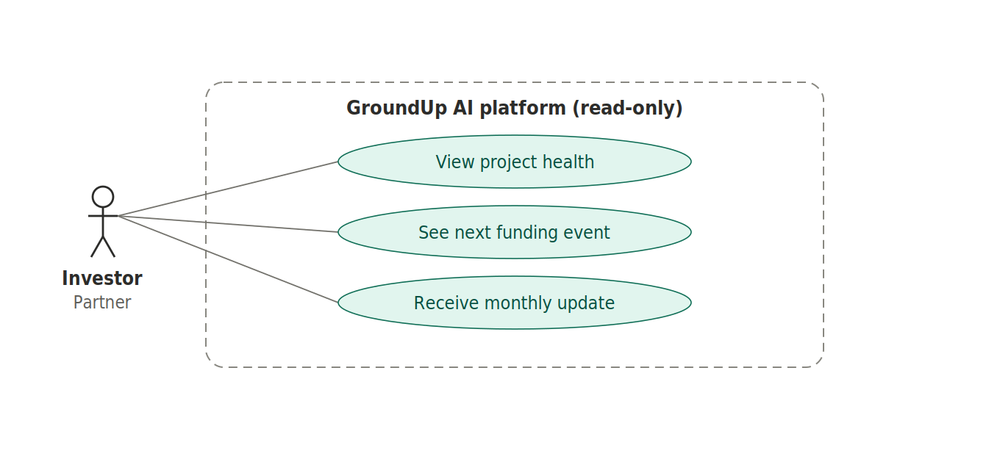 GroundUp AI platform (read-only)
View project health
See next funding event
Receive monthly update
Investor
Partner